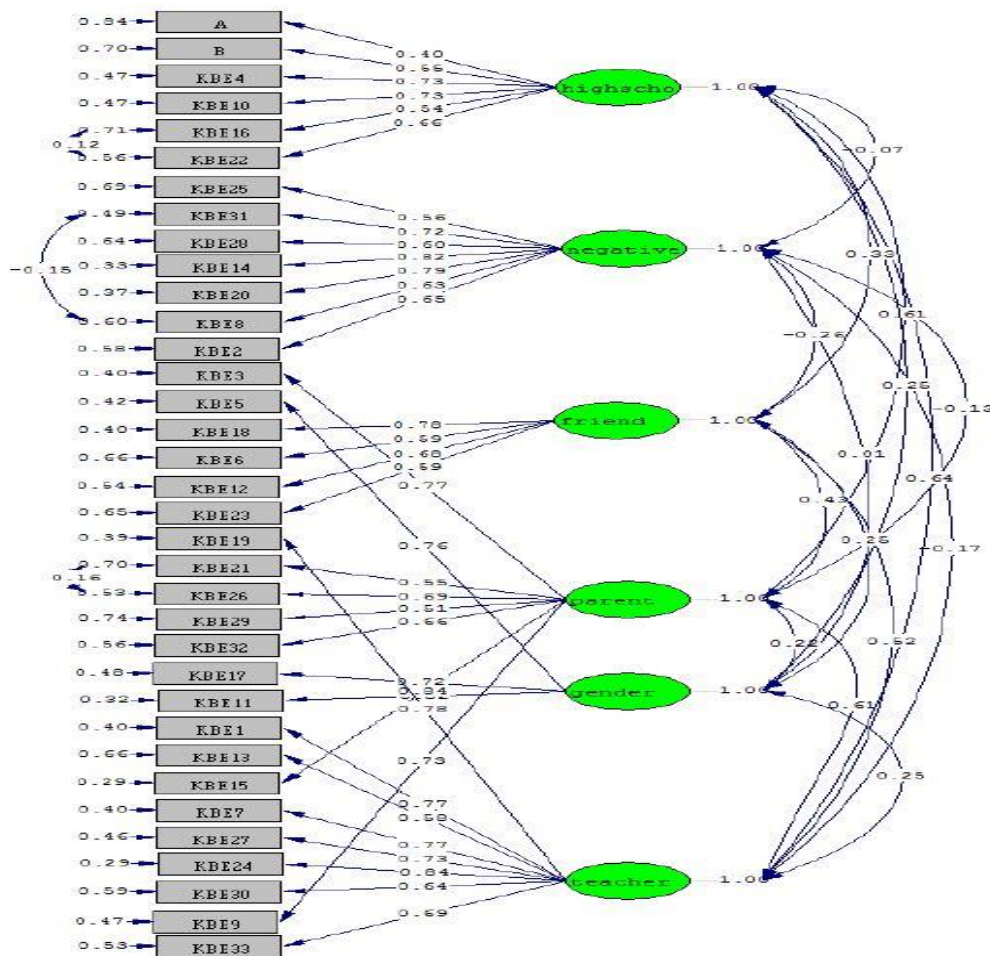 0.84 A
0.40
0.70 B
0.55
0.47 KBE4
0.73
highscho 1.00
0.47 KBE10
0.73
0.71 KBE16
0.54
0.12
0.66
0.56 KBE22
-0.07
0.69 KBE25
0.49 KBE31
0.56
0.72
0.64 KBE28
0.60
negative 1.00
0.33
0.33 KBE14
0.82
-0.15
0.79
0.37 KBE20
0.63
0.65
0.61
0.60 KBE8
-0.26
0.58 KBE2
0.40 KBE3
0.25
0.42 KBE5
-0.13
0.40 KBE18
0.78
friend 1.00
0.59
0.01
0.66 KBE6
0.68
0.59
0.64
0.54 KBE12
0.77
0.43
0.65 KBE23
0.39 KBE19
0.76
0.25
-0.17
0.70 KBE21
0.16
0.55
0.53 KBE26
0.69
parent 1.00
0.51
0.74 KBE29
0.66
0.22
0.52
0.56 KBE32
0.48 KBE17
0.72
gender 1.00
0.84
0.32 KBE11
0.78
0.61
0.40 KBE1
0.66 KBE13
0.73
0.25
0.29 KBE15
0.40 KBE7
0.77
0.58
0.46 KBE27
0.77
0.73
0.29 KBE24
0.84
teacher 1.00
0.64
0.59 KBE30
0.69
0.47 KBE9
0.53 KBE33